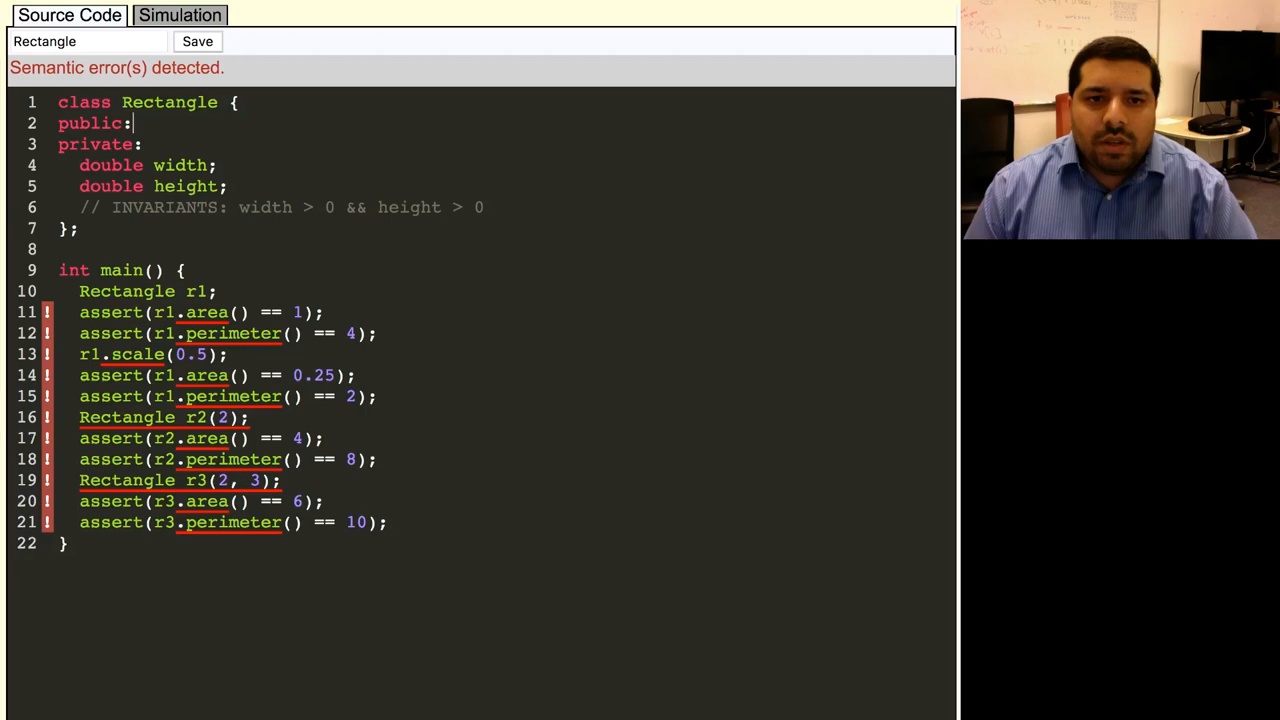 Source Code
Simulation
Rectangle
Save
Semantic error(s) detected.
1 class Rectangle {
2 public:
3 private:
4 double width;
5 double height;
6 // INVARIANTS: width > 0 && height > 0
7 };
8
9 int main() {
10 Rectangle r1;
11 ! assert(r1.area() == 1);
12 ! assert(r1.perimeter() == 4);
13 ! r1.scale(0.5);
14 ! assert(r1.area() == 0.25);
15 ! assert(r1.perimeter() == 2);
16 ! Rectangle r2(2);
17 ! assert(r2.area() == 4);
18 ! assert(r2.perimeter() == 8);
19 ! Rectangle r3(2, 3);
20 ! assert(r3.area() == 6);
21 ! assert(r3.perimeter() == 10);
22 }